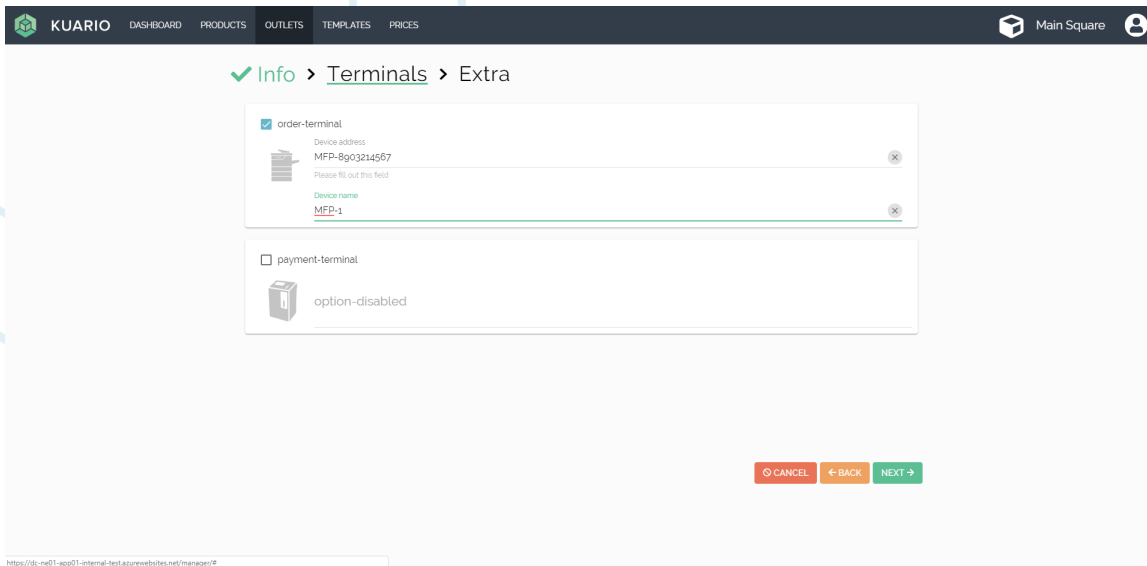 KUARIO DASHBOARD PRODUCTS OUTLETS TEMPLATES PRICES Main Square
Info > Terminals > Extra
order-terminal
Device address
MFP-8903214567
Please fill out this field
Device name
MFP-1
payment-terminal
option-disabled
CANCEL BACK NEXT
https://dc-ne01-app01-internal-test.azurewebsites.net/manager/#